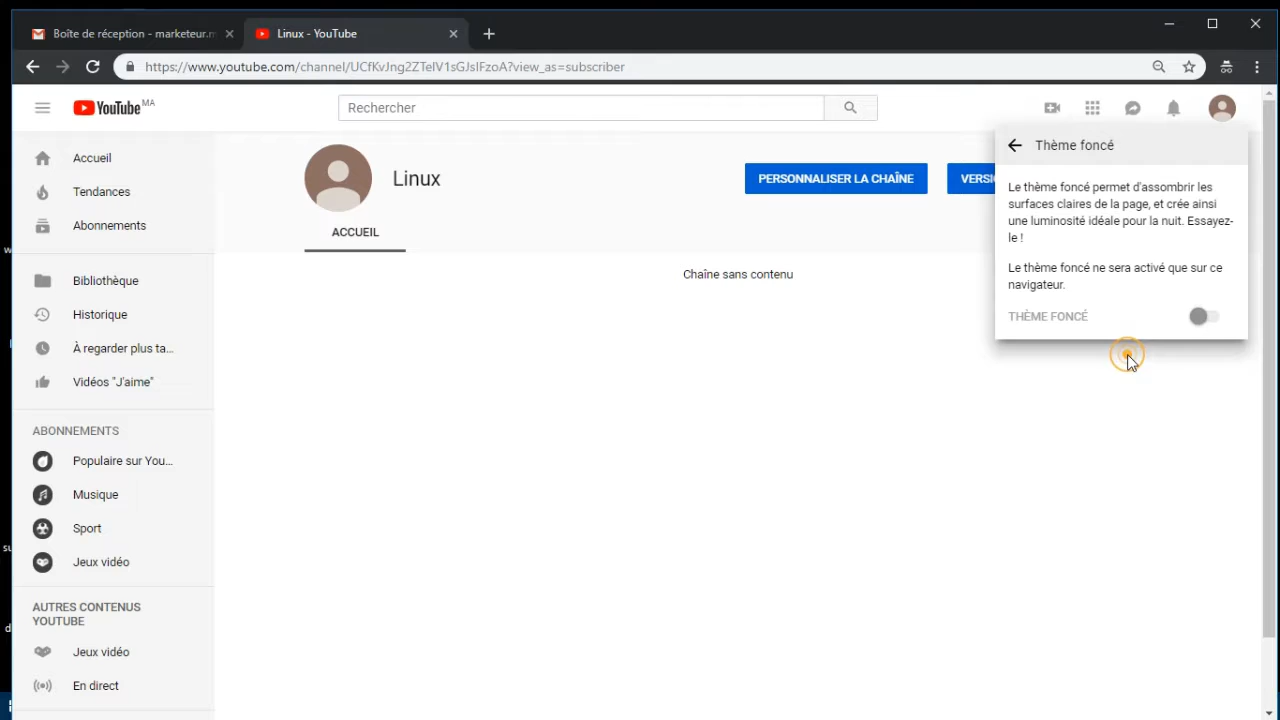 Boîte de réception - marketeur.m
Linux - YouTube
https://www.youtube.com/channel/UCfKvJng2ZTelV1sGJsIFzoA?view_as=subscriber
YouTube MA
Rechercher
Accueil
Tendances
Abonnements
Bibliothèque
Historique
À regarder plus ta...
Vidéos "J'aime"
ABONNEMENTS
Populaire sur You...
Musique
Sport
Jeux vidéo
AUTRES CONTENUS
YOUTUBE
Jeux vidéo
En direct
Linux
PERSONNALISER LA CHAÎNE
VERSI
ACCUEIL
Chaîne sans contenu
Thème foncé
Le thème foncé permet d'assombrir les
surfaces claires de la page, et crée ainsi
une luminosité idéale pour la nuit. Essayez-
le !
Le thème foncé ne sera activé que sur ce
navigateur.
THÈME FONCÉ